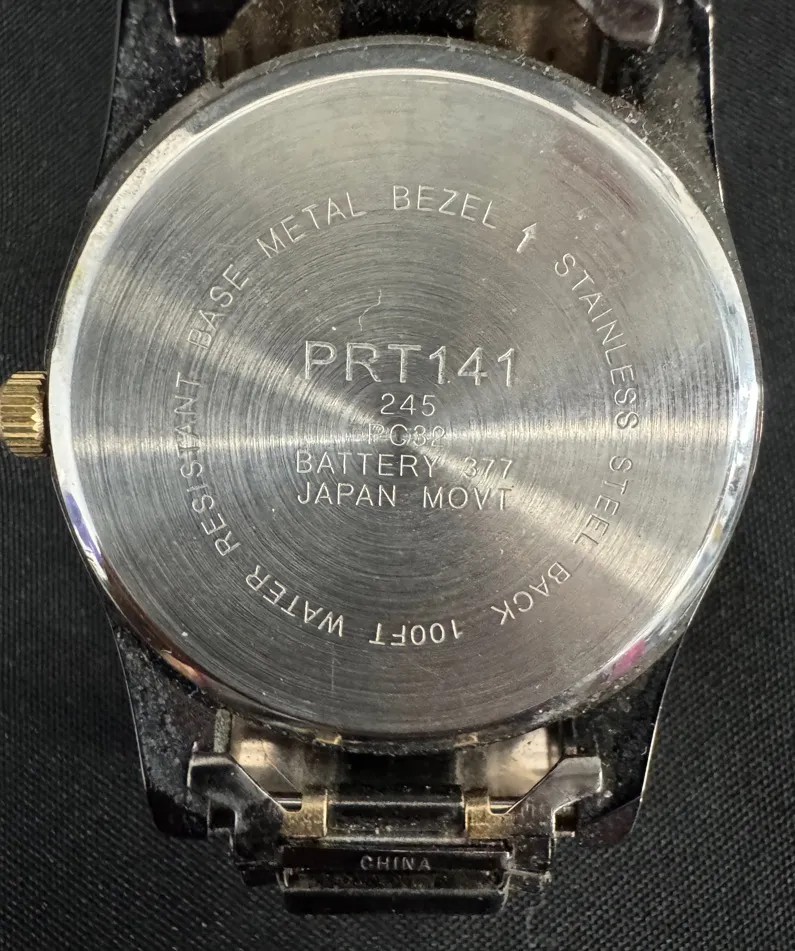 BASE METAL BEZEL ↑ STAINLESS STEEL BACK 100FT WATER RESISTANT
PRT141
245
PC32
BATTERY 377
JAPAN MOVT
CHINA